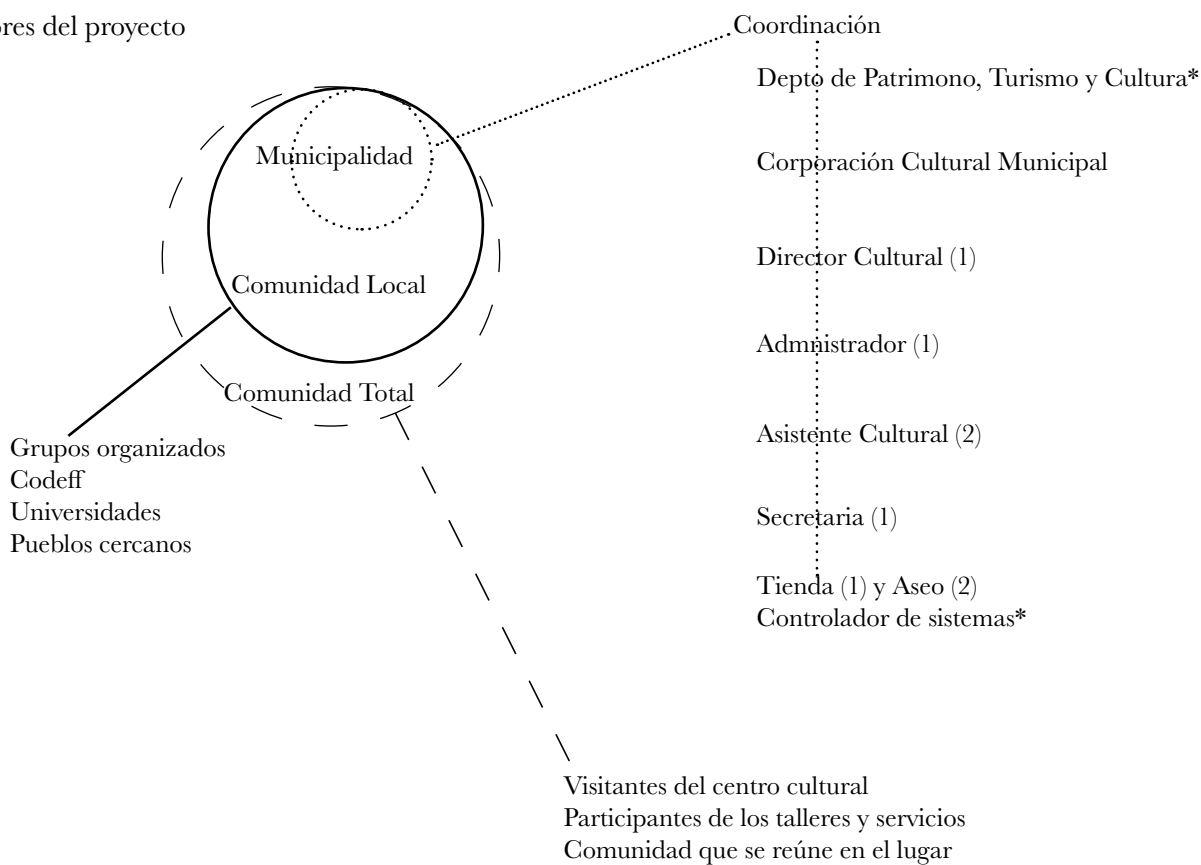 ores del proyecto
Coordinación
Depto de Patrimono, Turismo y Cultura*
Municipalidad
Corporación Cultural Municipal
Director Cultural (1)
Comunidad Local
Admnistrador (1)
Comunidad Total
Asistente Cultural (2)
Grupos organizados
Codeff
Universidades
Pueblos cercanos
Secretaria (1)
Tienda (1) y Aseo (2)
Controlador de sistemas*
Visitantes del centro cultural
Participantes de los talleres y servicios
Comunidad que se reúne en el lugar